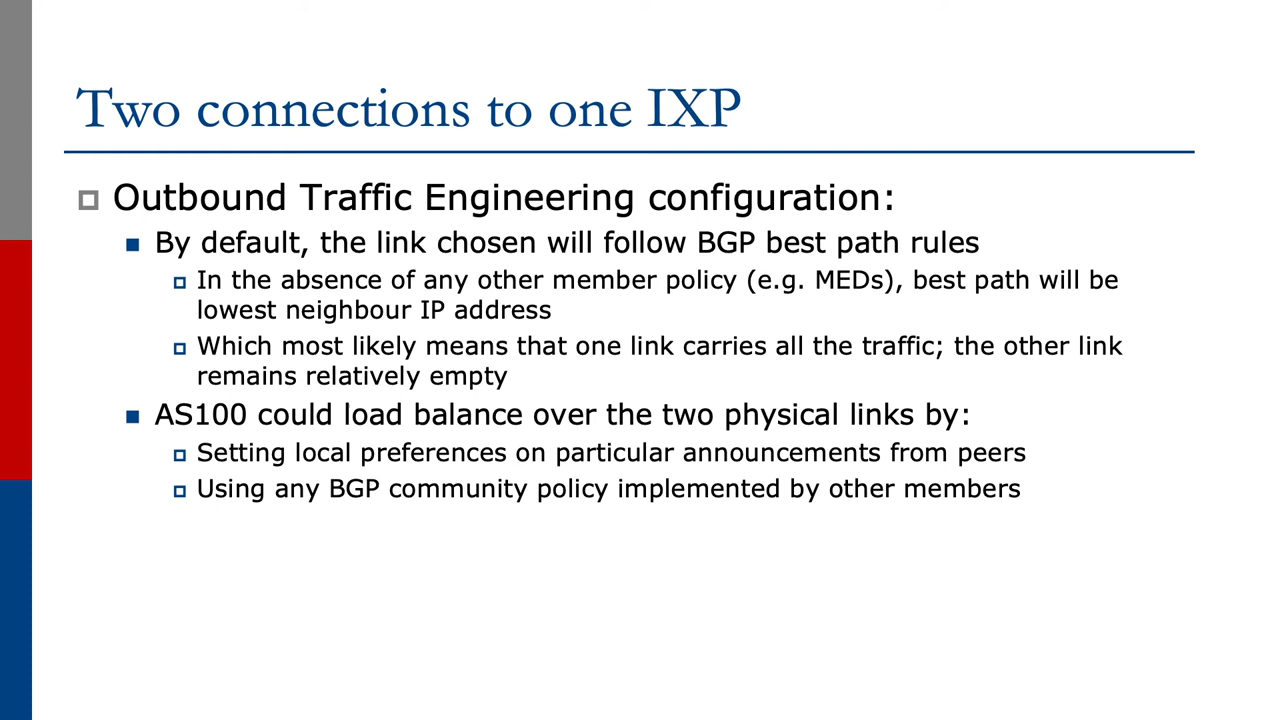 Two connections to one IXP
Outbound Traffic Engineering configuration:
By default, the link chosen will follow BGP best path rules
In the absence of any other member policy (e.g. MEDs), best path will be
lowest neighbour IP address
Which most likely means that one link carries all the traffic; the other link
remains relatively empty
AS100 could load balance over the two physical links by:
Setting local preferences on particular announcements from peers
Using any BGP community policy implemented by other members